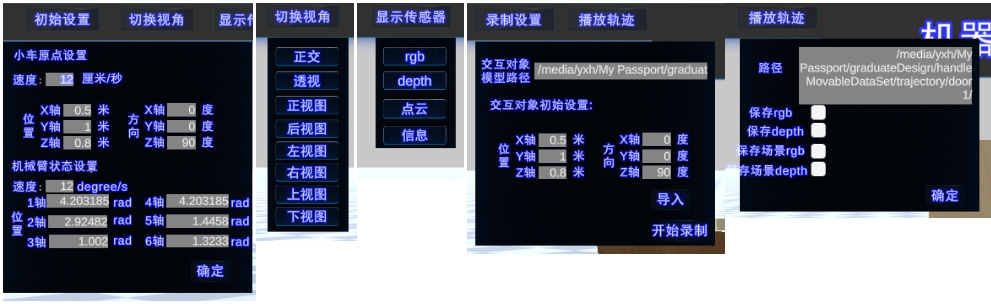 初始设置 切换视角 显示传
小车原点设置
速度: 12 厘米/秒
位置 方向
X轴 0.5 米 X轴 0 度
Y轴 1 米 Y轴 0 度
Z轴 0.8 米 Z轴 90 度
机械臂状态设置
速度: 12 degree/s
位置
1轴 4.203185 rad 4轴 4.203185 rad
2轴 2.92482 rad 5轴 1.4458 rad
3轴 1.002 rad 6轴 1.3233 rad
确定
切换视角
正交
透视
正视图
后视图
左视图
右视图
上视图
下视图
显示传感器
rgb
depth
点云
信息
录制设置 播放轨迹
交互对象
模型路径 /media/yxh/My Passport/graduat
交互对象初始设置:
位置 方向
X轴 0.5 米 X轴 0 度
Y轴 1 米 Y轴 0 度
Z轴 0.8 米 Z轴 90 度
导入
开始录制
播放轨迹
机器
路径
/media/yxh/My
Passport/graduateDesign/handle
MovableDataSet/trajectory/door
1/
保存rgb
保存depth
保存场景rgb
存场景depth
确定